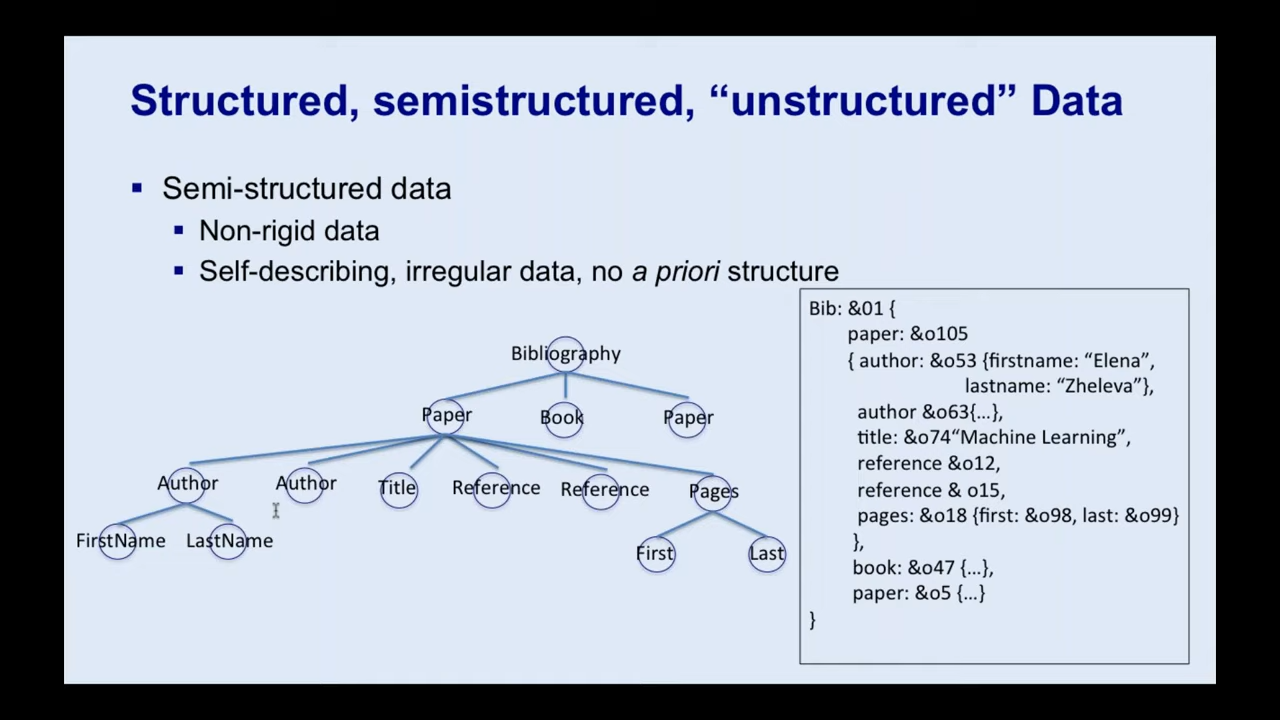 Structured, semistructured, “unstructured” Data
Semi-structured data
Non-rigid data
Self-describing, irregular data, no a priori structure
Bibliography
Paper Book Paper
Author Author Title Reference Reference Pages
FirstName LastName First Last
Bib: &01 {
paper: &o105
{ author: &o53 {firstname: “Elena”,
lastname: “Zheleva”},
author &o63{...},
title: &o74“Machine Learning”,
reference &o12,
reference & o15,
pages: &o18 {first: &o98, last: &o99}
},
book: &o47 {...},
paper: &o5 {...}
}